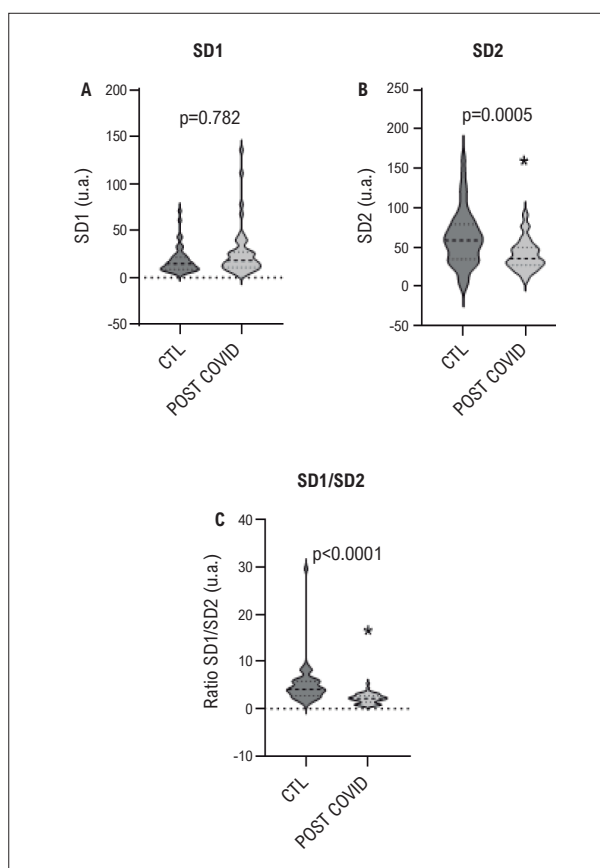 SD1
A
200
150
100
50
0
-50
SD1 (u.a.)
p=0.782
CTL
POST COVID
SD2
B
250
200
150
100
50
0
-50
SD2 (u.a.)
p=0.0005
*
CTL
POST COVID
SD1/SD2
C
40
30
20
10
0
-10
Ratio SD1/SD2 (u.a.)
p<0.0001
*
CTL
POST COVID